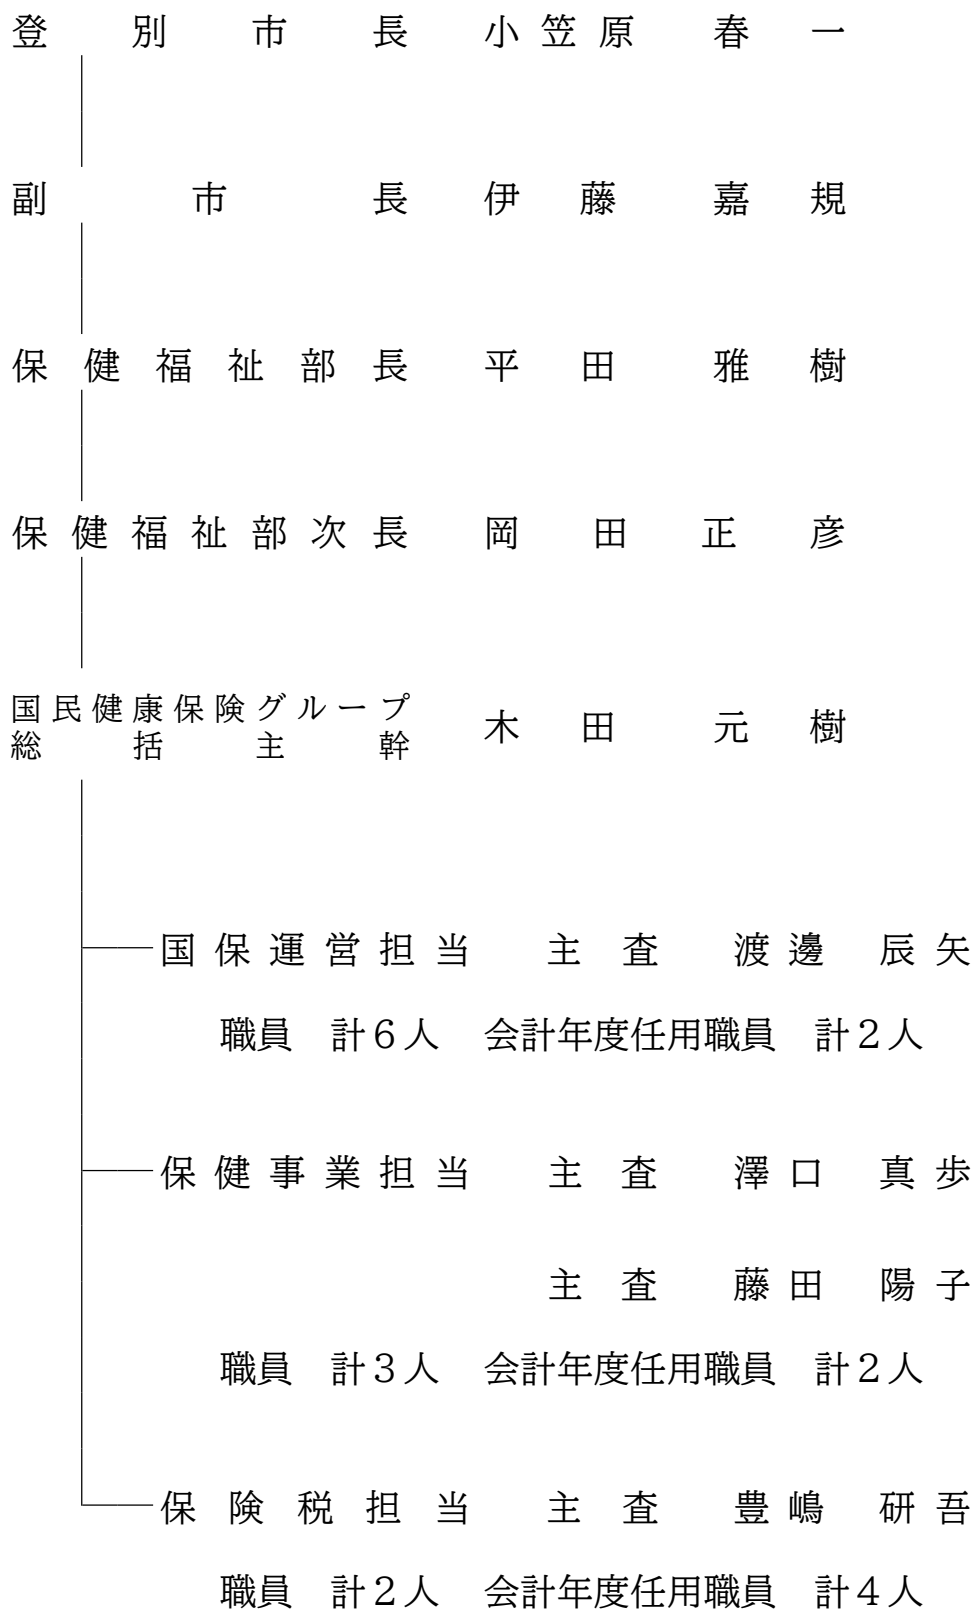 登別市長 小笠原 春一
副市長 伊藤 嘉規
保健福祉部長 平田 雅樹
保健福祉部次長 岡田 正彦
国民健康保険グループ
総括主幹 木田 元樹
国保運営担当 主査 渡邊 辰矢
職員 計6人 会計年度任用職員 計2人
保健事業担当 主査 澤口 真歩
主査 藤田 陽子
職員 計3人 会計年度任用職員 計2人
保険税担当 主査 豊嶋 研吾
職員 計2人 会計年度任用職員 計4人